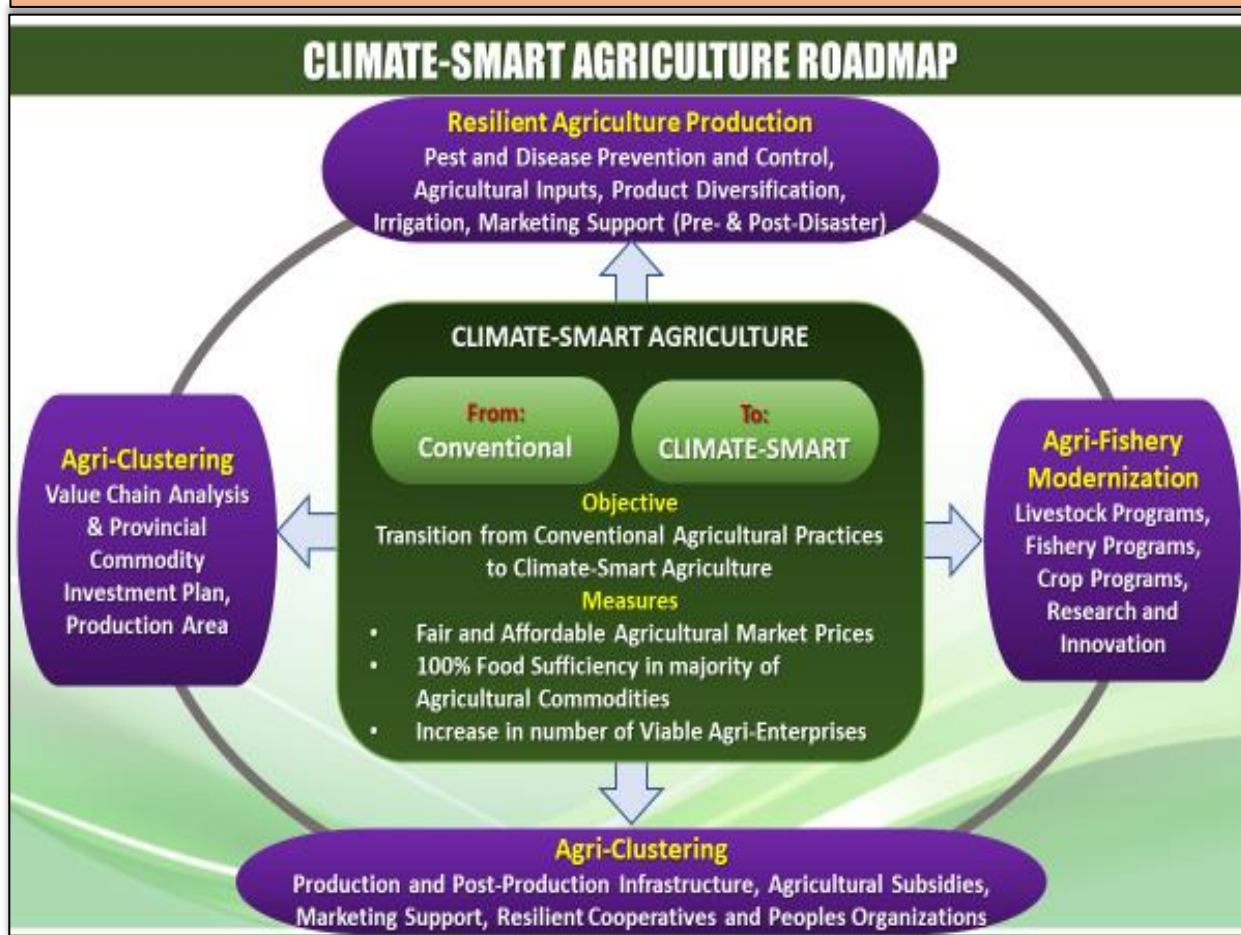 CLIMATE-SMART AGRICULTURE ROADMAP
Resilient Agriculture Production
Pest and Disease Prevention and Control,
Agricultural Inputs, Product Diversification,
Irrigation, Marketing Support (Pre- & Post-Disaster)
CLIMATE-SMART AGRICULTURE
From:
Conventional
To:
CLIMATE-SMART
Objective
Transition from Conventional Agricultural Practices
to Climate-Smart Agriculture
Measures
• Fair and Affordable Agricultural Market Prices
• 100% Food Sufficiency in majority of
Agricultural Commodities
• Increase in number of Viable Agri-Enterprises
Agri-Clustering
Value Chain Analysis
& Provincial
Commodity
Investment Plan,
Production Area
Agri-Fishery
Modernization
Livestock Programs,
Fishery Programs,
Crop Programs,
Research and
Innovation
Agri-Clustering
Production and Post-Production Infrastructure, Agricultural Subsidies,
Marketing Support, Resilient Cooperatives and Peoples Organizations